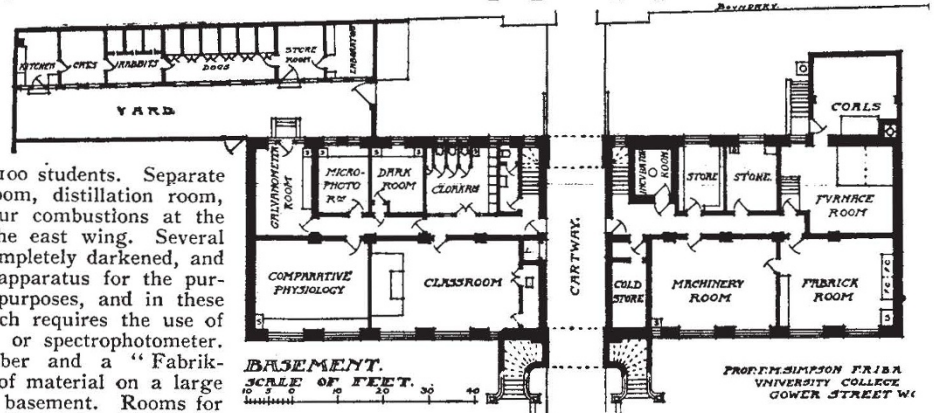 BOUNDARY.
KITCHEN
CATS
RABBITS
DOGS
STORE
ROOM
LABORATORY
YARD
COALS
100 students. Separate
oom, distillation room,
ur combustions at the
he east wing. Several
mpletely darkened, and
apparatus for the pur-
purposes, and in these
ch requires the use of
or spectrophotometer.
ber and a " Fabrik-
of material on a large
basement. Rooms for
GALVANOMETER
ROOM
MICRO-
PHOTO
RM
DARK
ROOM
CLOAKRM
CARTWAY.
INCUBATOR
ROOM
STORE
STORE.
FURNACE
ROOM
COMPARATIVE
PHYSIOLOGY
CLASSROOM
COLD
STORE
MACHINERY
ROOM
FABRICK
ROOM
S
S
S
S
S
S
L
FC
FC
BASEMENT.
SCALE OF FEET.
10 5 0 10 20 30 40
PROF. F. M. SIMPSON F.R.I.B.A
UNIVERSITY COLLEGE
GOWER STREET WC